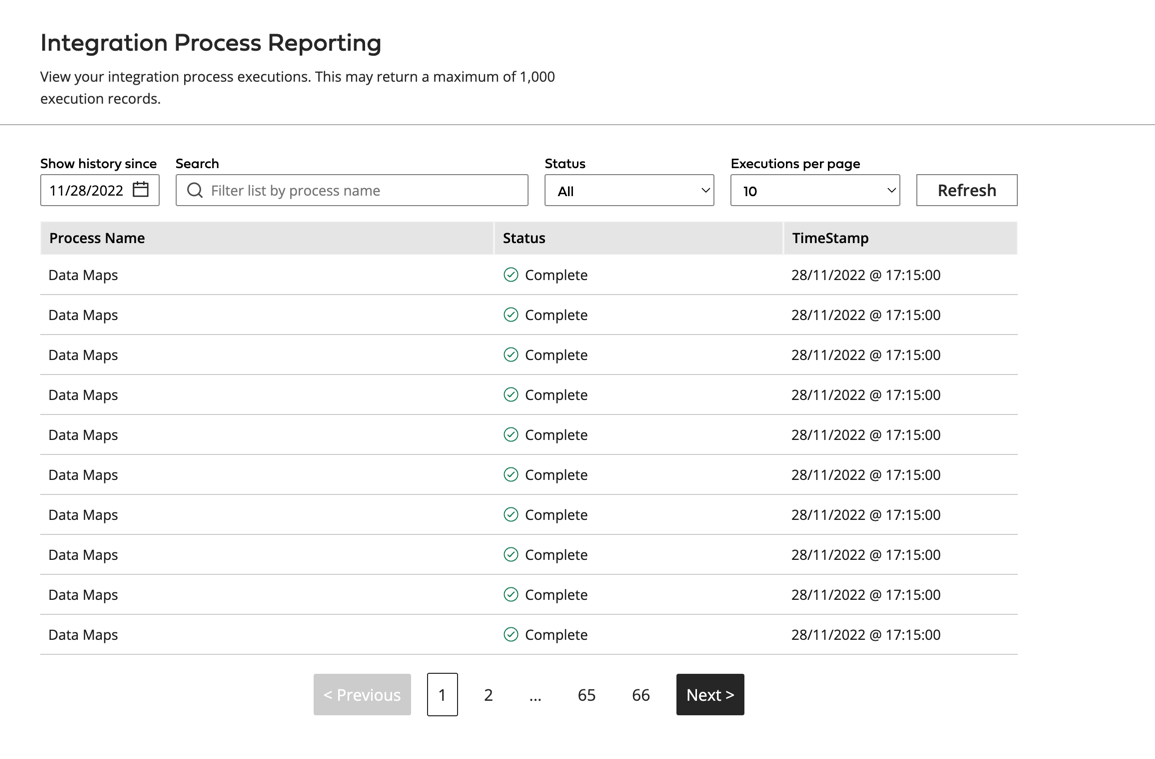 Integration Process Reporting
View your integration process executions. This may return a maximum of 1,000
execution records.
Show history since Search Status Executions per page
11/28/2022 Filter list by process name All 10 Refresh
Process Name Status TimeStamp
Data Maps Complete 28/11/2022 @ 17:15:00
Data Maps Complete 28/11/2022 @ 17:15:00
Data Maps Complete 28/11/2022 @ 17:15:00
Data Maps Complete 28/11/2022 @ 17:15:00
Data Maps Complete 28/11/2022 @ 17:15:00
Data Maps Complete 28/11/2022 @ 17:15:00
Data Maps Complete 28/11/2022 @ 17:15:00
Data Maps Complete 28/11/2022 @ 17:15:00
Data Maps Complete 28/11/2022 @ 17:15:00
Data Maps Complete 28/11/2022 @ 17:15:00
< Previous 1 2 ... 65 66 Next >